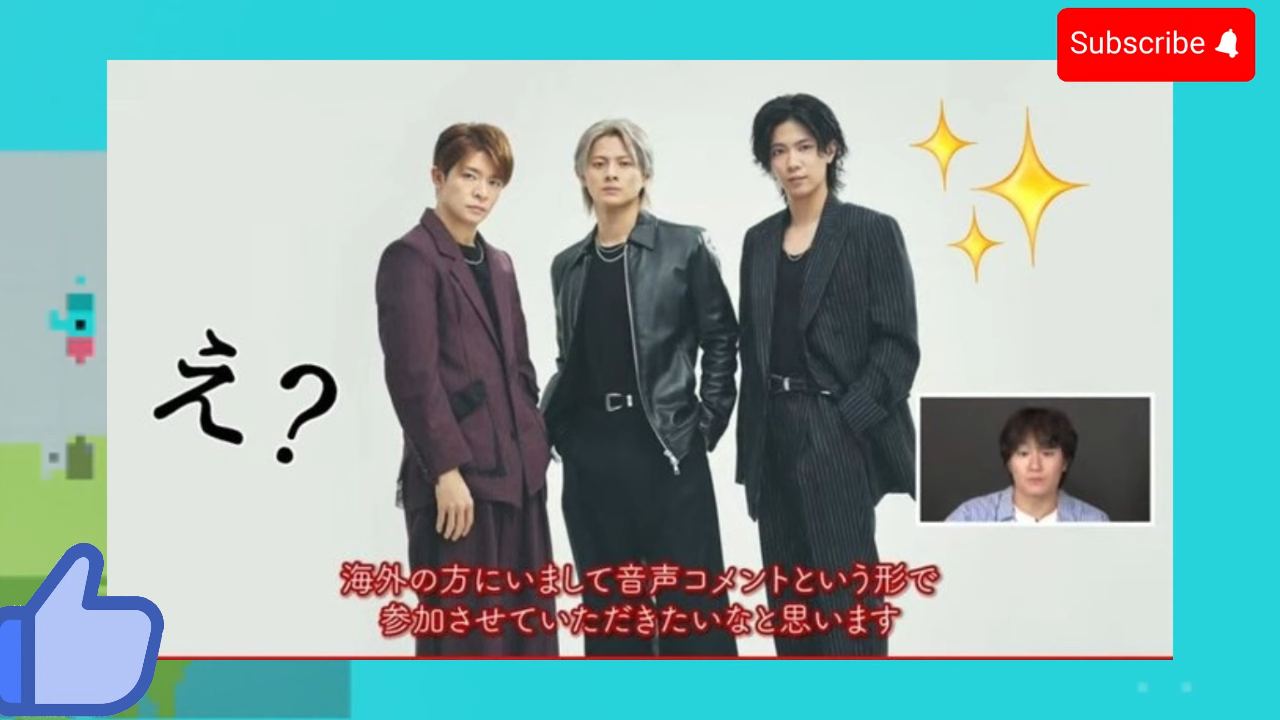 Subscribe
え?
海外の方にいまして音声コメントという形で
参加させていただきたいなと思います